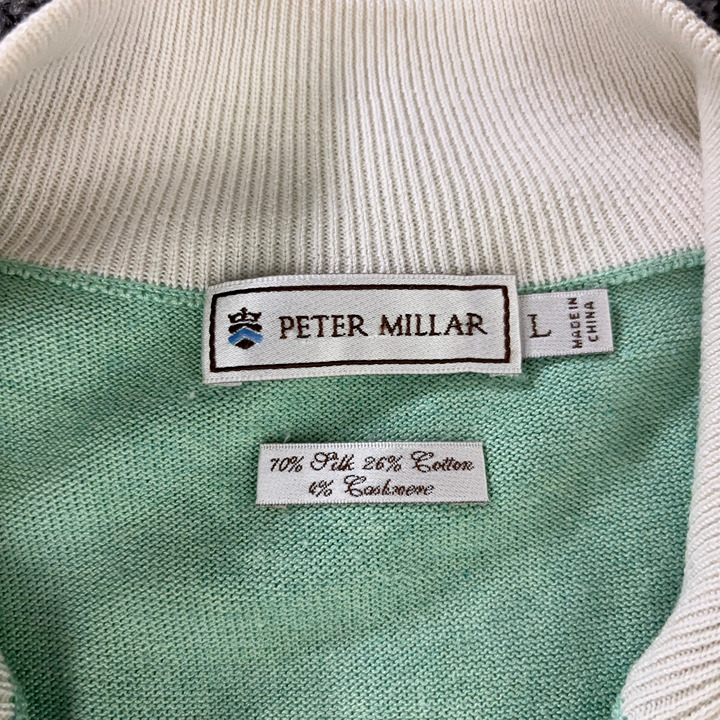 PETER MILLAR
L
MADE IN
CHINA
70% Silk 26% Cotton
4% Cashmere